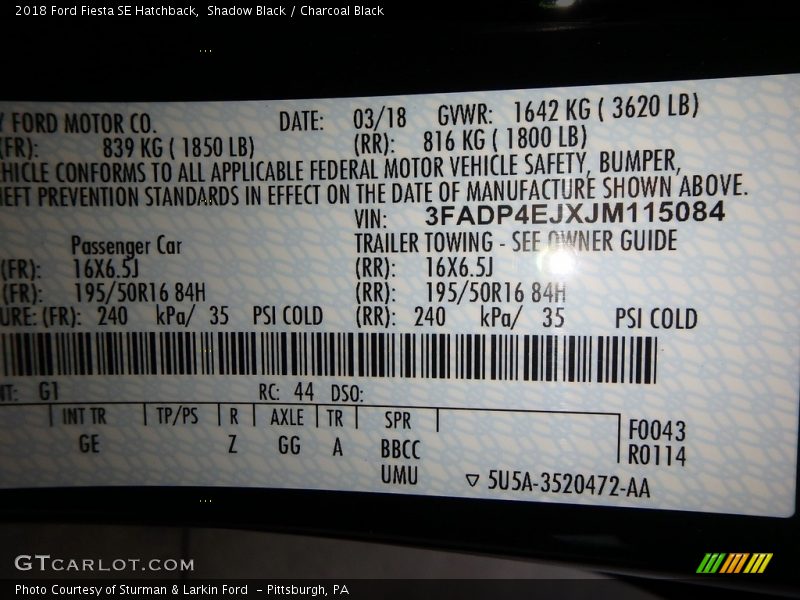 2018 Ford Fiesta SE Hatchback,  Shadow Black / Charcoal Black
Y FORD MOTOR CO. DATE: 03/18 GVWR: 1642 KG ( 3620 LB)
(FR): 839 KG ( 1850 LB) (RR): 816 KG ( 1800 LB)
EHICLE CONFORMS TO ALL APPLICABLE FEDERAL MOTOR VEHICLE SAFETY, BUMPER,
HEFT PREVENTION STANDARDS IN EFFECT ON THE DATE OF MANUFACTURE SHOWN ABOVE.
VIN: 3FADP4EJXJM115084
Passenger Car TRAILER TOWING - SEE OWNER GUIDE
(FR): 16X6.5J (RR): 16X6.5J
(FR): 195/50R16 84H (RR): 195/50R16 84H
URE: (FR): 240 kPa/ 35 PSI COLD (RR): 240 kPa/ 35 PSI COLD
NT: G1 RC: 44 DSO:
INT TR TP/PS R AXLE TR SPR F0043
GE Z GG A BBCC R0114
UMU ▽ 5U5A-3520472-AA
GTCARLOT.COM
Photo Courtesy of Sturman & Larkin Ford  - Pittsburgh, PA